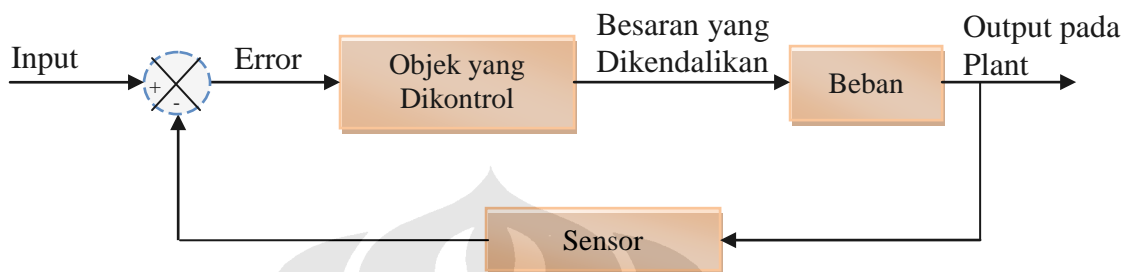 Input
+
-
Error
Objek yang
Dikontrol
Besaran yang
Dikendalikan
Beban
Output pada
Plant
Sensor